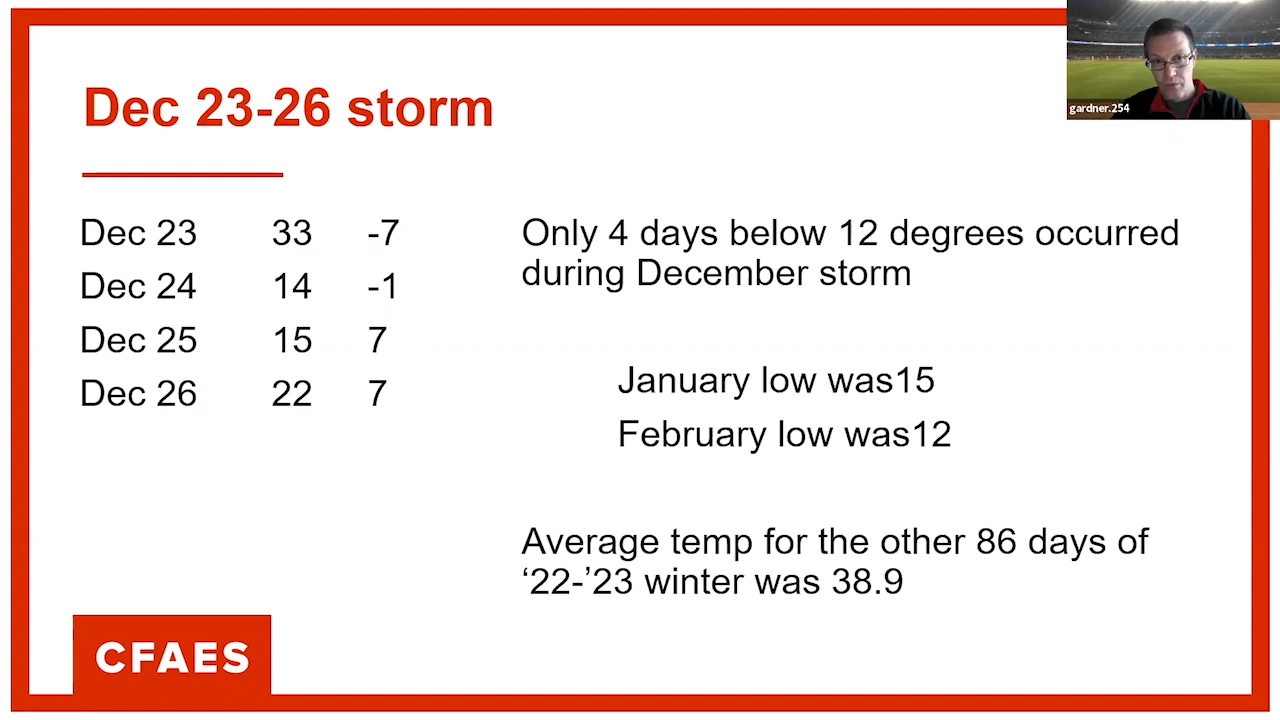 Dec 23-26 storm
gardner.254
Dec 23 33 -7
Dec 24 14 -1
Dec 25 15 7
Dec 26 22 7
Only 4 days below 12 degrees occurred
during December storm
January low was15
February low was12
Average temp for the other 86 days of
‘22-’23 winter was 38.9
CFAES